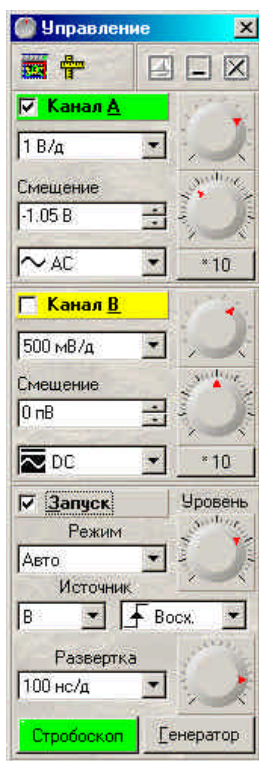 Управление
Канал A
1 В/д
Смещение
-1.05 В
AC
*10
Канал B
500 мВ/д
Смещение
0 пВ
DC
*10
Запуск
Уровень
Режим
Авто
Источник
B
Восх.
Развертка
100 нс/д
Стробоскоп
Генератор